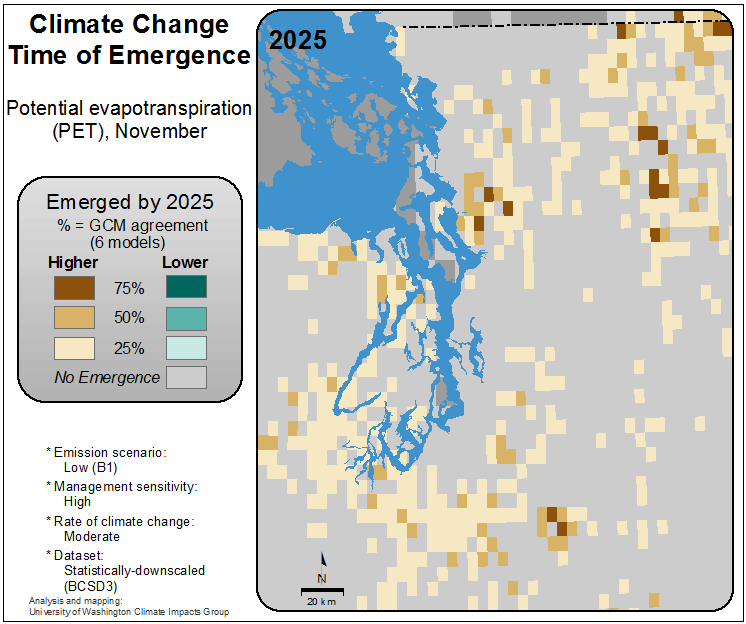 Climate Change
Time of Emergence
Potential evapotranspiration
(PET), November
Emerged by 2025
% = GCM agreement
(6 models)
Higher Lower
75%
50%
25%
No Emergence
* Emission scenario:
Low (B1)
* Management sensitivity:
High
* Rate of climate change:
Moderate
* Dataset:
Statistically-downscaled
(BCSD3)
Analysis and mapping:
University of Washington Climate Impacts Group
2025
N
20 km